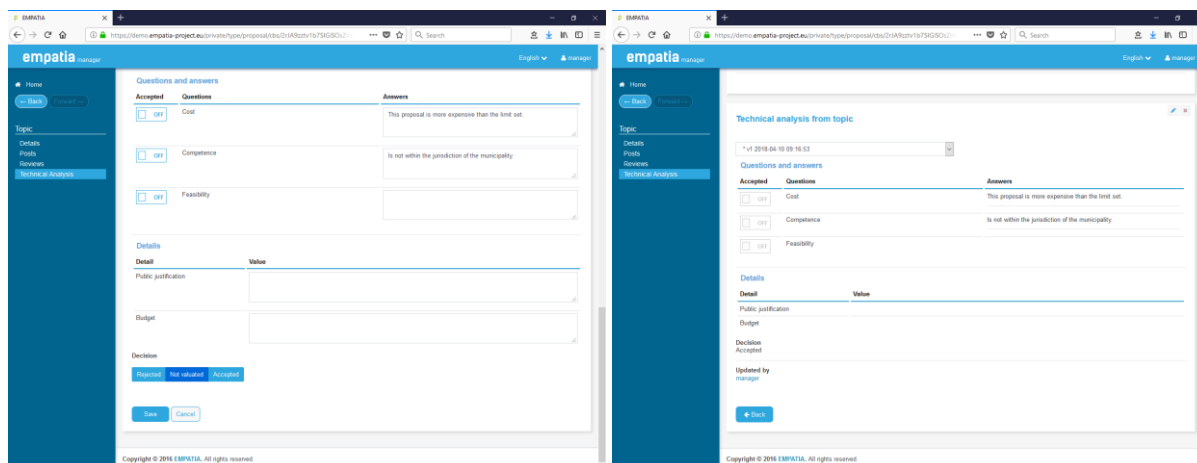 EMPATIA
https://demo.empatia-project.eu/private/type/proposal/cbs/
Search
empatia manager
English
manager
Home
← Back
Forward →
Topic
Details
Posts
Reviews
Technical Analysis
Questions and answers
Accepted Questions Answers
OFF Cost This proposal is more expensive than the limit set.
OFF Competence Is not within the jurisdiction of the municipality.
OFF Feasibility
Details
Detail Value
Public justification
Budget
Decision
Rejected Not valuated Accepted
Save Cancel
Copyright © 2016 EMPATIA. All rights reserved.
EMPATIA
https://demo.empatia-project.eu/private/type/proposal/cbs/
Search
empatia manager
English
manager
Home
← Back
Forward →
Topic
Details
Posts
Reviews
Technical Analysis
Technical analysis from topic
* v1 2018-04-10 09:16:53
Questions and answers
Accepted Questions Answers
OFF Cost This proposal is more expensive than the limit set.
OFF Competence Is not within the jurisdiction of the municipality.
OFF Feasibility
Details
Detail Value
Public justification
Budget
Decision
Accepted
Updated by
manager
Back
Copyright © 2016 EMPATIA. All rights reserved.